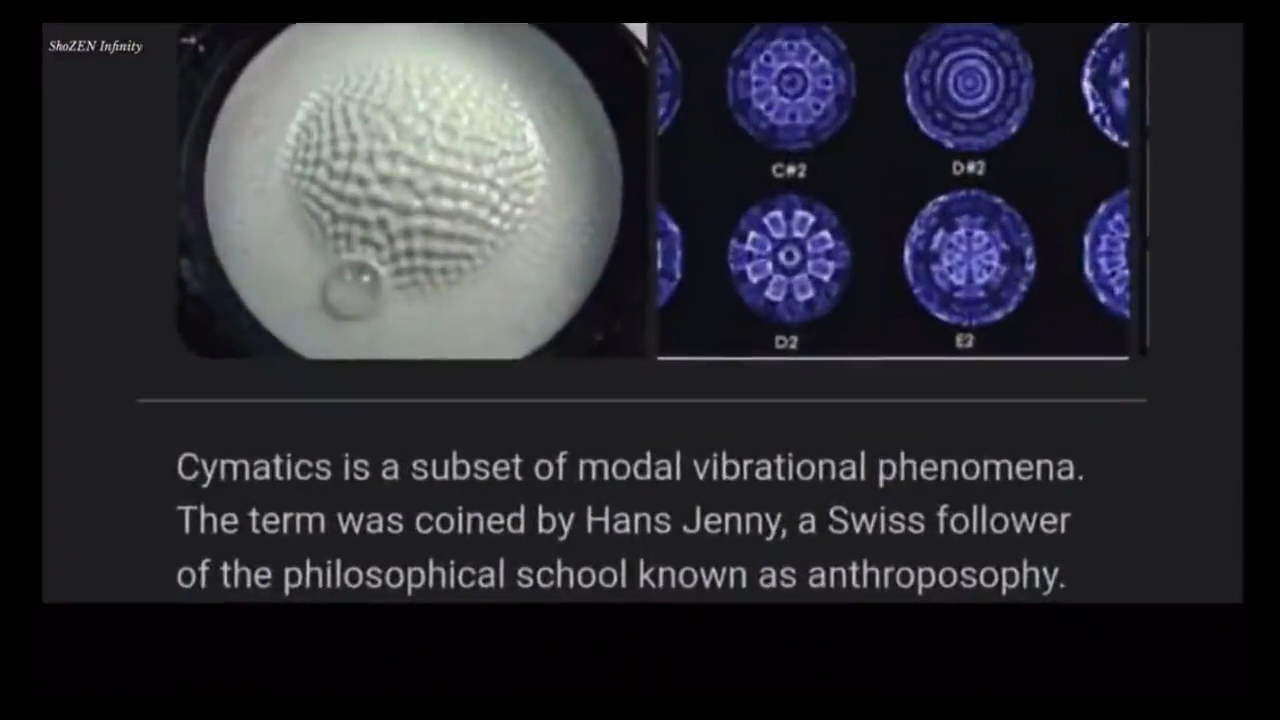 ShoZEN Infinity
C#2
D#2
D2
E2
Cymatics is a subset of modal vibrational phenomena.
The term was coined by Hans Jenny, a Swiss follower
of the philosophical school known as anthroposophy.